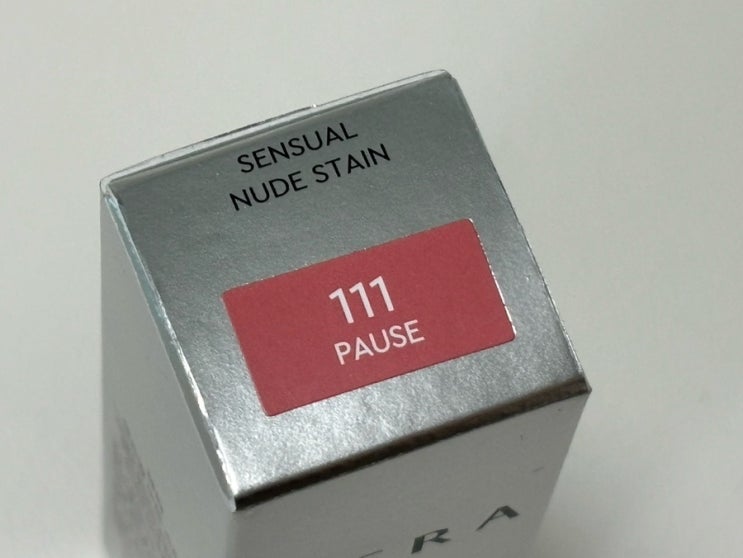 SENSUAL
NUDE STAIN
111
PAUSE